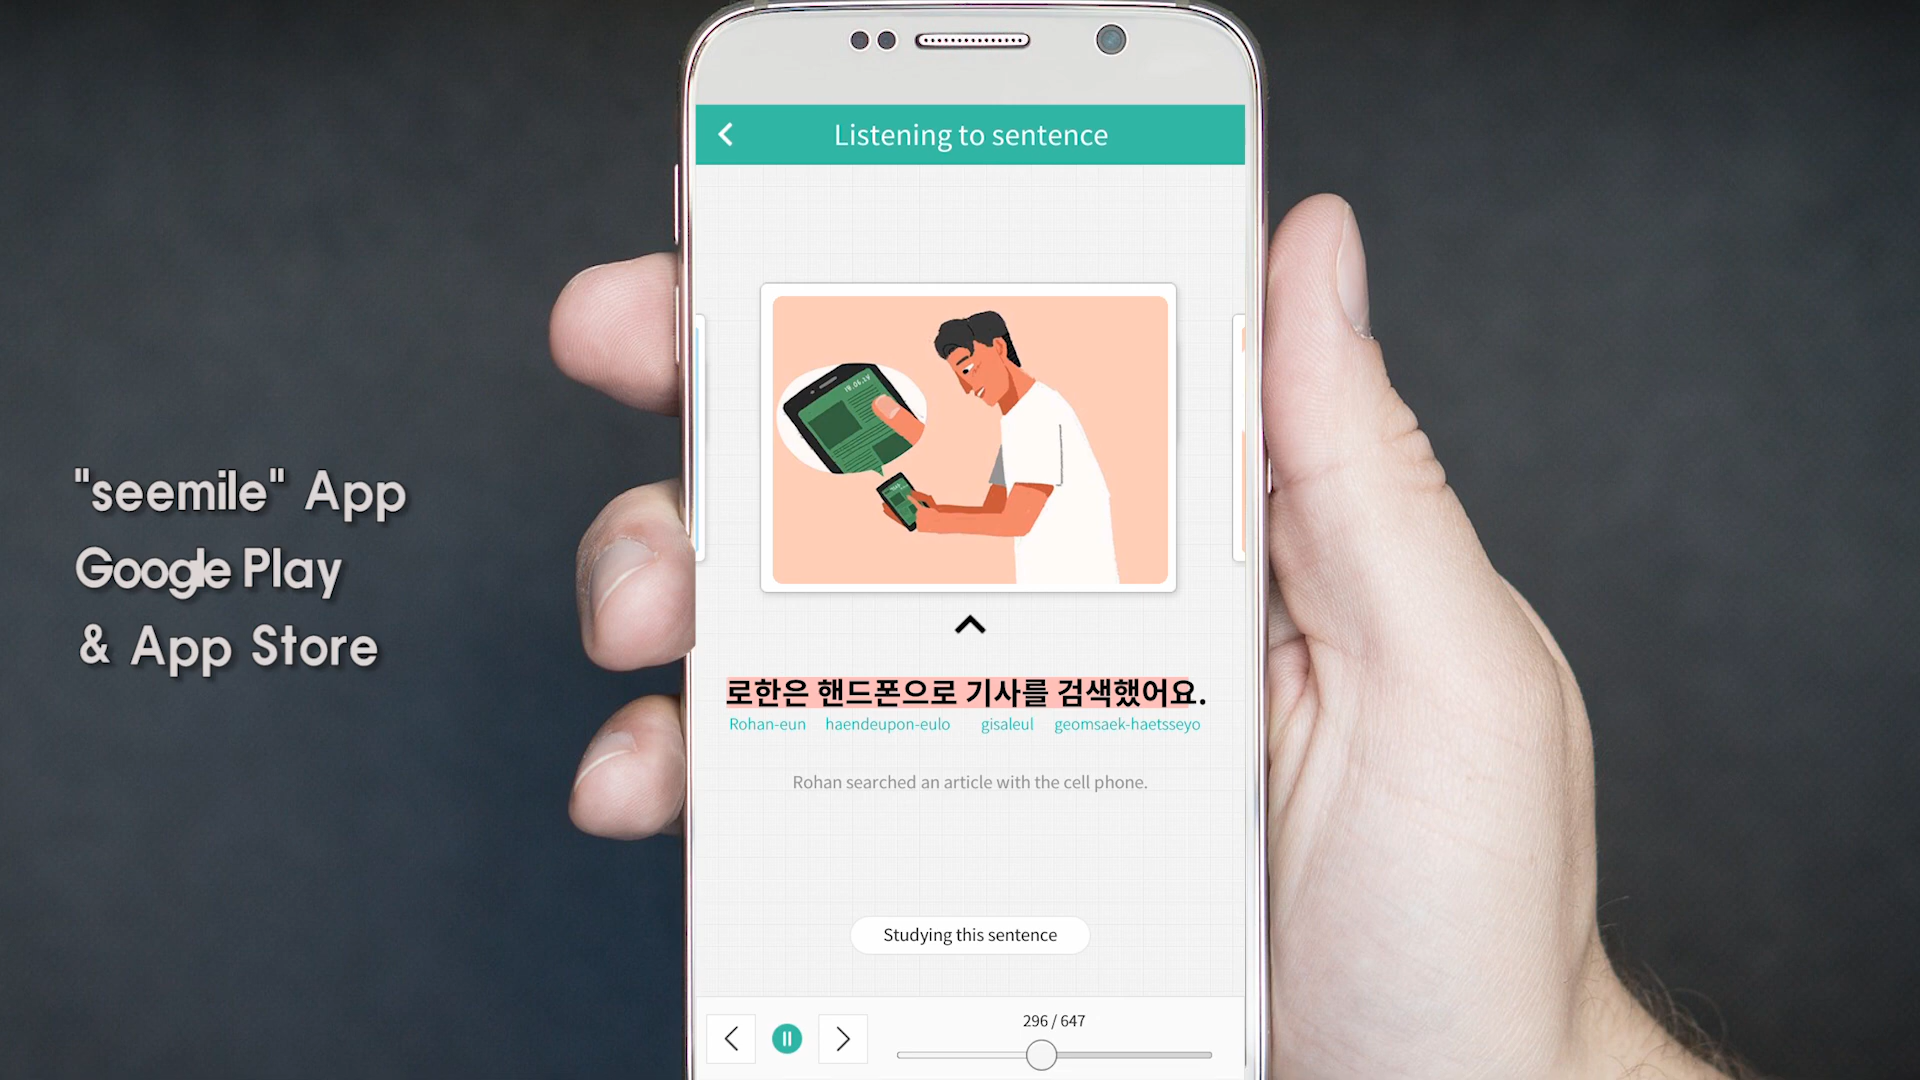 "seemile" App
Google Play
& App Store
Listening to sentence
로한은 핸드폰으로 기사를 검색했어요.
Rohan-eun haendeupon-eulo gisaleul geomsaek-haetsseyo
Rohan searched an article with the cell phone.
Studying this sentence
296 / 647